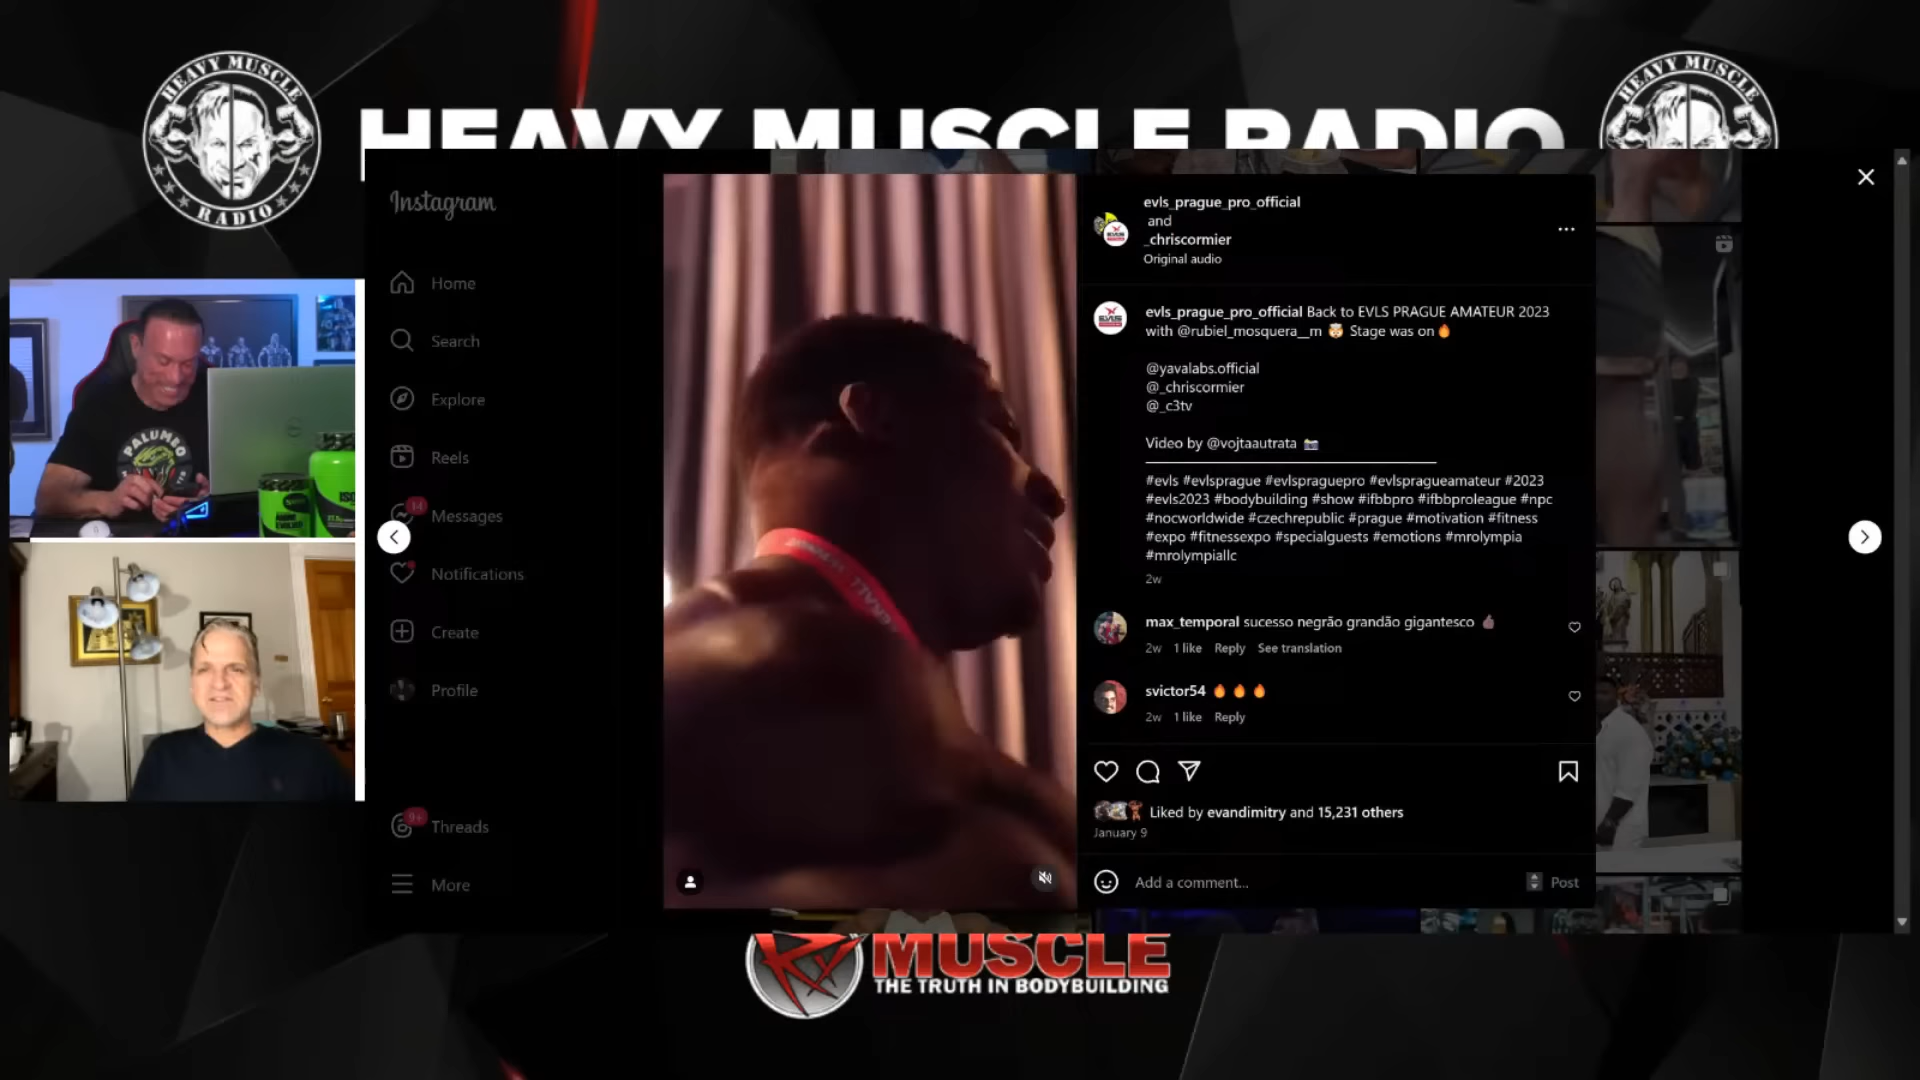 HEAVY MUSCLE
RADIO
HEAVY MUSCLE RADIO
HEAVY MUSCLE
Instagram
Home
Search
Explore
Reels
14
Messages
Notifications
Create
Profile
9+
Threads
More
PALUMBO
evls_prague_pro_official
and
_chriscormier
Original audio
evls_prague_pro_official Back to EVLS PRAGUE AMATEUR 2023
with @rubiel_mosquera__m 🤯 Stage was on🔥
@yavalabs.official
@_chriscormier
@_c3tv
Video by @vojtaautrata 📷
#evls #evlsprague #evlspraguepro #evlspragueamateur #2023
#evls2023 #bodybuilding #show #ifbbpro #ifbbproleague #npc
#nocworldwide #czechrepublic #prague #motivation #fitness
#expo #fitnessexpo #specialguests #emotions #mrolympia
#mrolympiallc
2w
max_temporal sucesso negrão grandão gigantesco 👍🏿
2w 1 like Reply See translation
svictor54 🔥 🔥 🔥
2w 1 like Reply
Liked by evandimitry and 15,231 others
January 9
Add a comment...
Post
RX MUSCLE
THE TRUTH IN BODYBUILDING